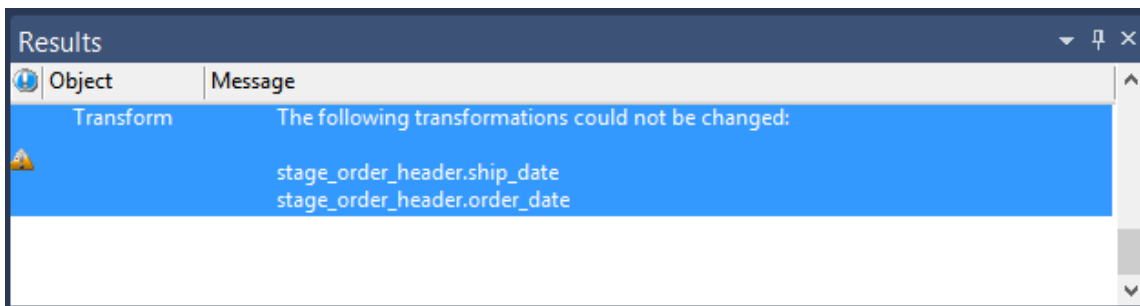 Results
Object Message
Transform The following transformations could not be changed:
stage_order_header.ship_date
stage_order_header.order_date